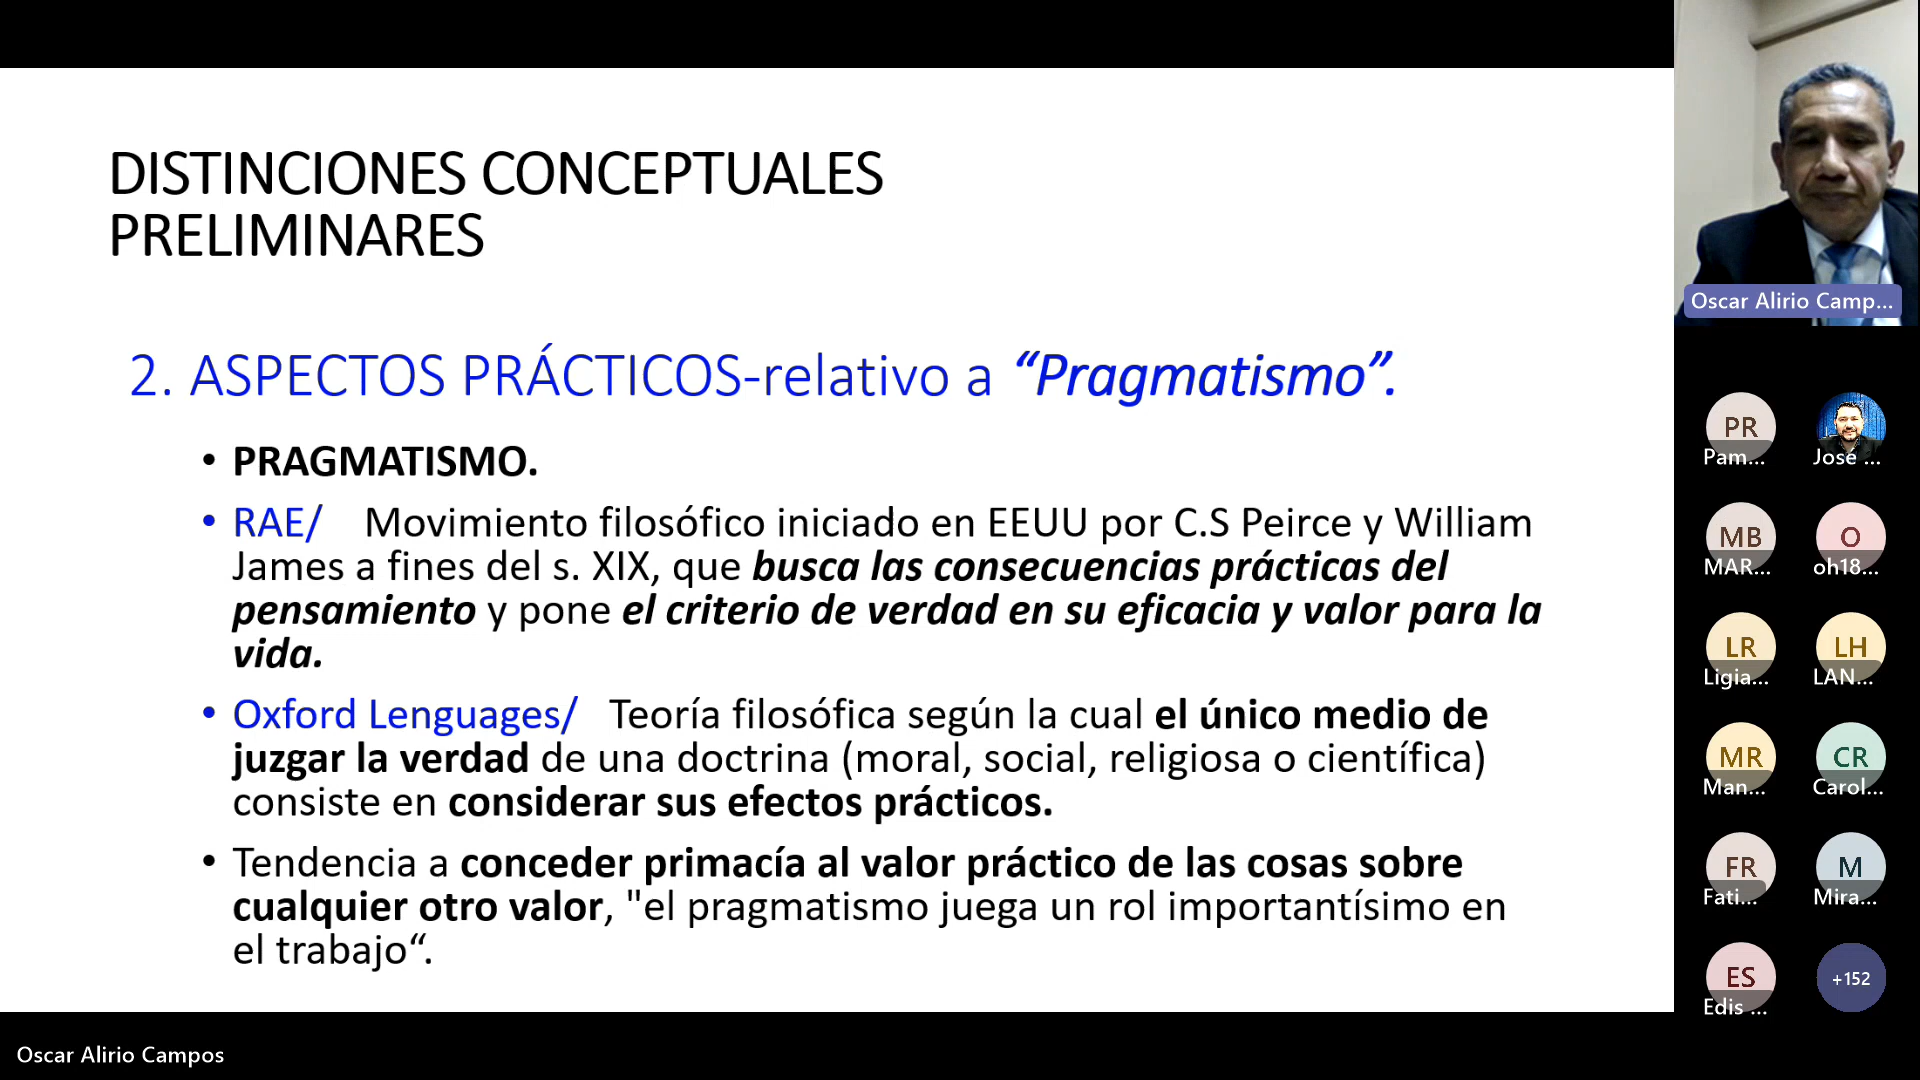 DISTINCIONES CONCEPTUALES
PRELIMINARES
2. ASPECTOS PRÁCTICOS-relativo a “Pragmatismo”.
• PRAGMATISMO.
• RAE/ Movimiento filosófico iniciado en EEUU por C.S Peirce y William
James a fines del s. XIX, que busca las consecuencias prácticas del
pensamiento y pone el criterio de verdad en su eficacia y valor para la
vida.
• Oxford Lenguages/ Teoría filosófica según la cual el único medio de
juzgar la verdad de una doctrina (moral, social, religiosa o científica)
consiste en considerar sus efectos prácticos.
• Tendencia a conceder primacía al valor práctico de las cosas sobre
cualquier otro valor, "el pragmatismo juega un rol importantísimo en
el trabajo“.
Oscar Alirio Camp...
PR
Pam...
José ...
MB
MAR...
O
oh18...
LR
Ligia...
LH
LAN...
MR
Man...
CR
Carol...
FR
Fati...
M
Mira...
ES
Edis ...
+152
Oscar Alirio Campos